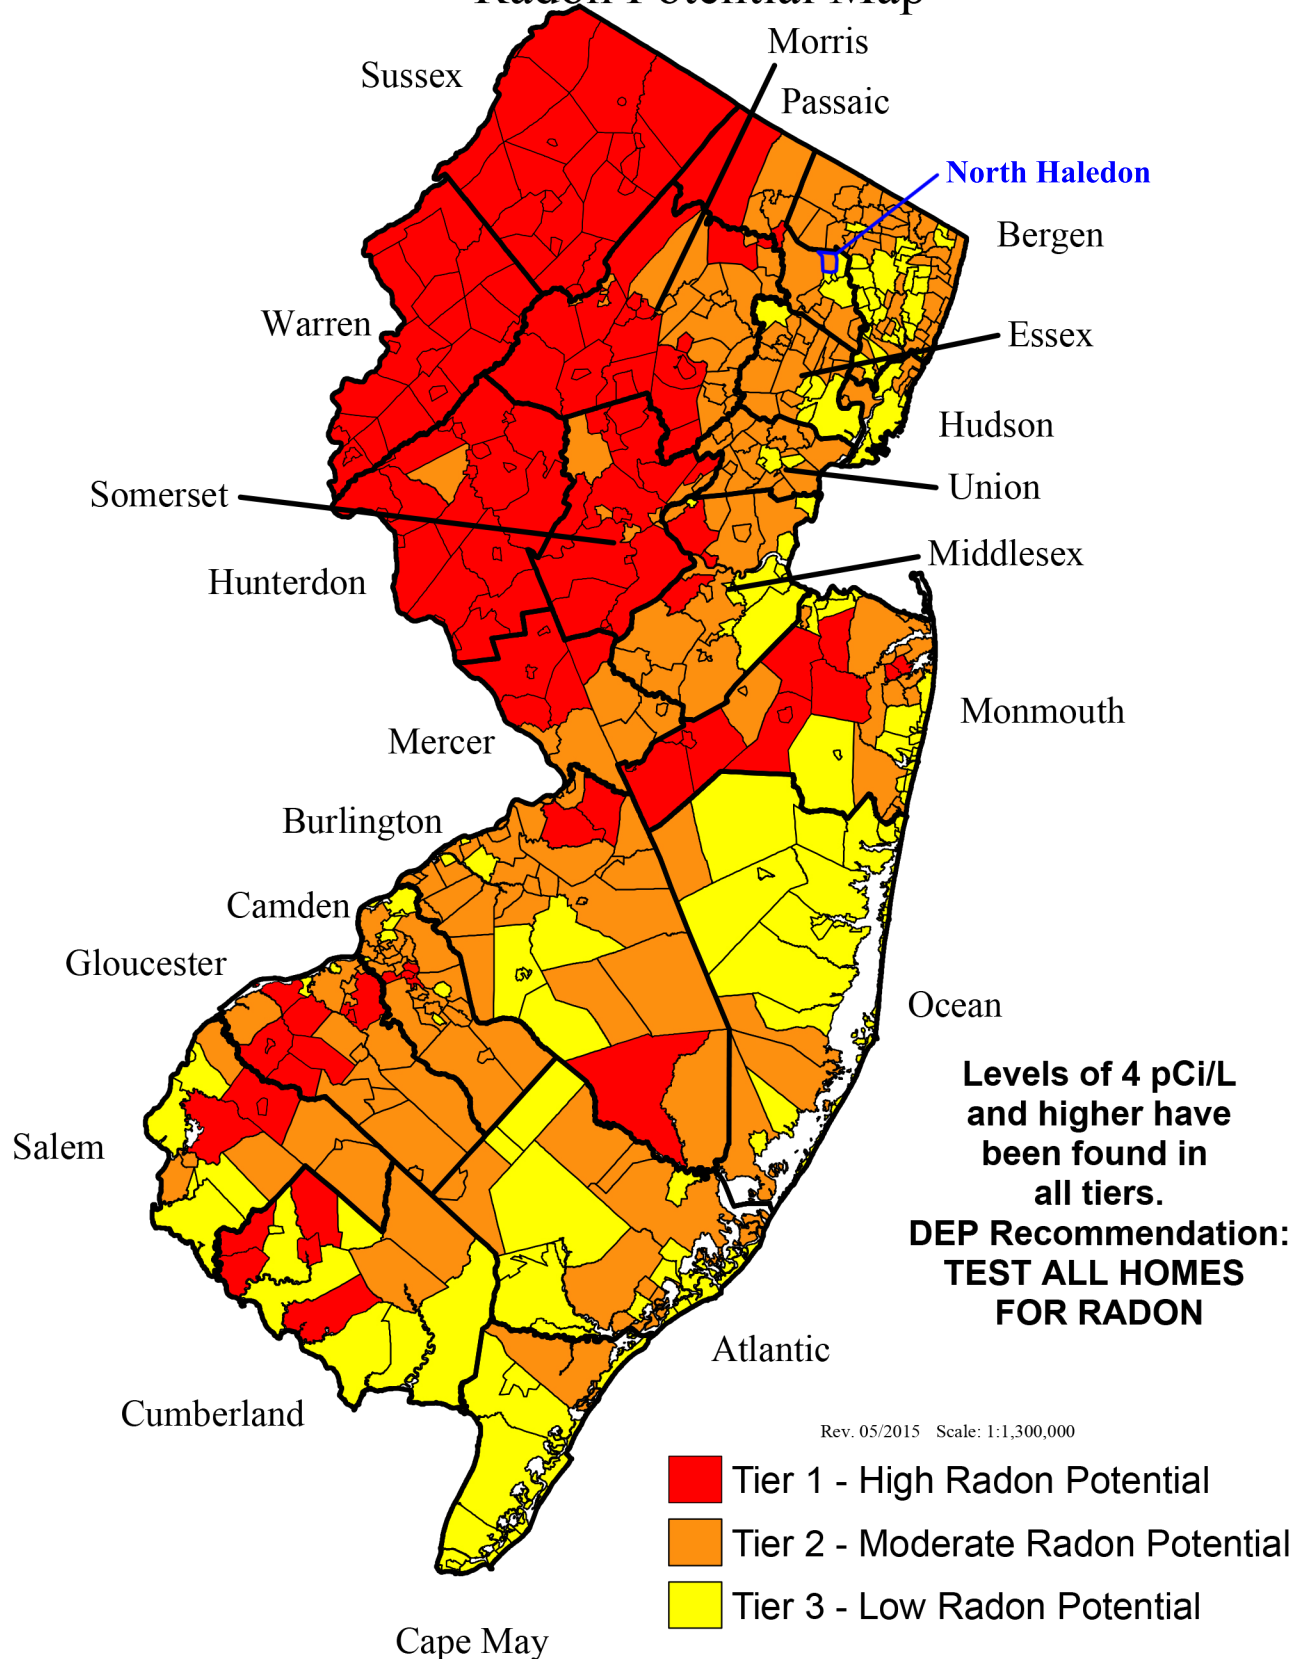 Radon Potential Map
Morris
Sussex
Passaic
North Haledon
Bergen
Warren
Essex
Hudson
Somerset
Union
Middlesex
Hunterdon
Monmouth
Mercer
Burlington
Camden
Gloucester
Ocean
Levels of 4 pCi/L
and higher have
been found in
all tiers.
DEP Recommendation:
TEST ALL HOMES
FOR RADON
Salem
Atlantic
Cumberland
Rev. 05/2015 Scale: 1:1,300,000
Tier 1 - High Radon Potential
Tier 2 - Moderate Radon Potential
Tier 3 - Low Radon Potential
Cape May